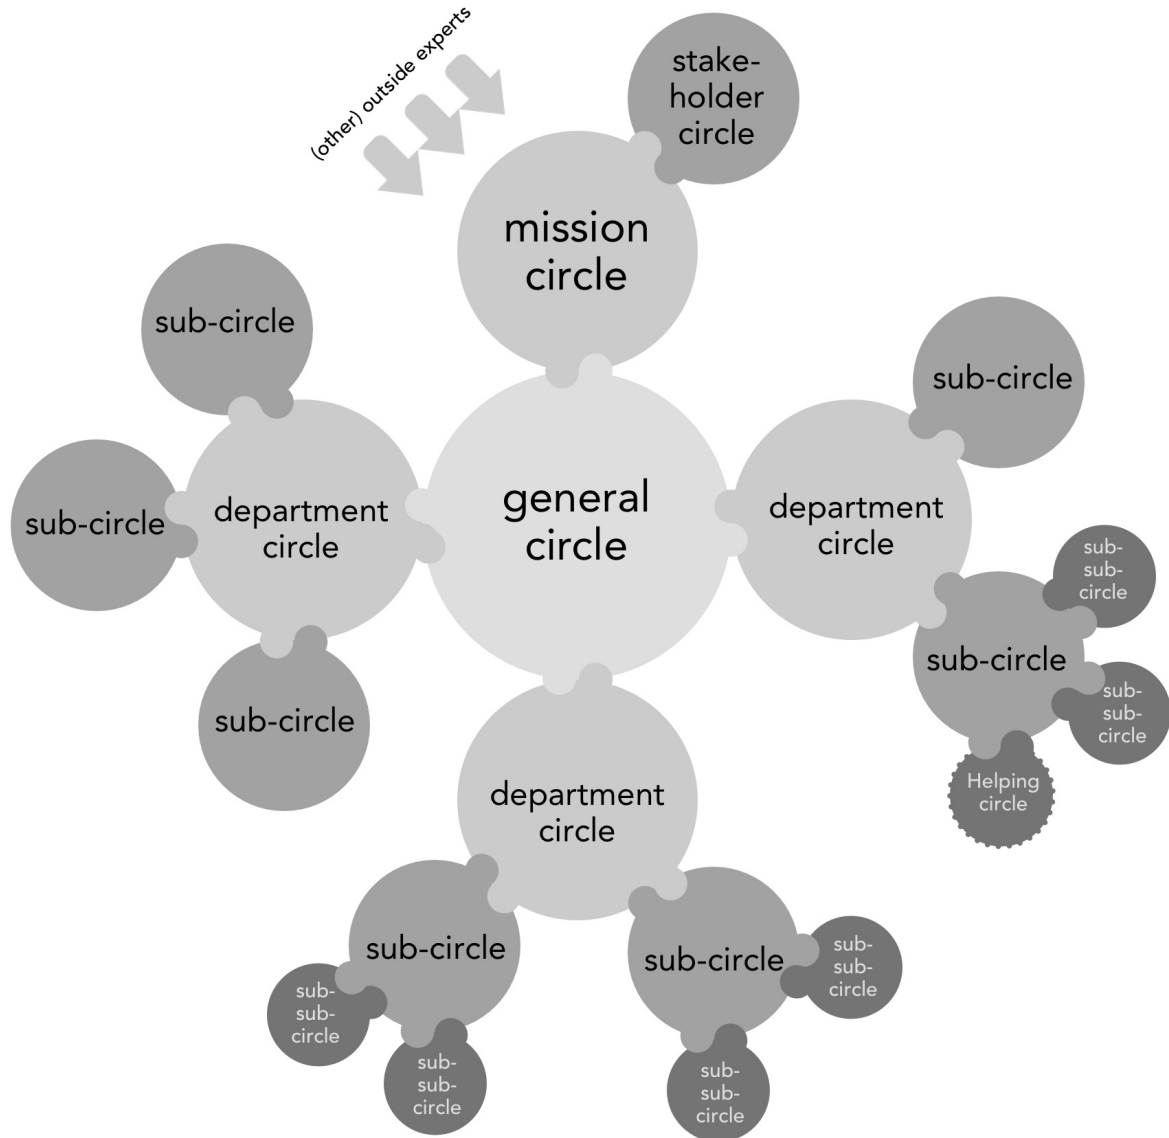 (other) outside experts
stake-
holder
circle
mission
circle
sub-circle
sub-circle
sub-circle
department
circle
general
circle
department
circle
sub-circle
sub-
sub-
circle
sub-circle
sub-
sub-
circle
Helping
circle
sub-circle
department
circle
sub-circle
sub-circle
sub-
sub-
circle
sub-
sub-
circle
sub-
sub-
circle
sub-
sub-
circle